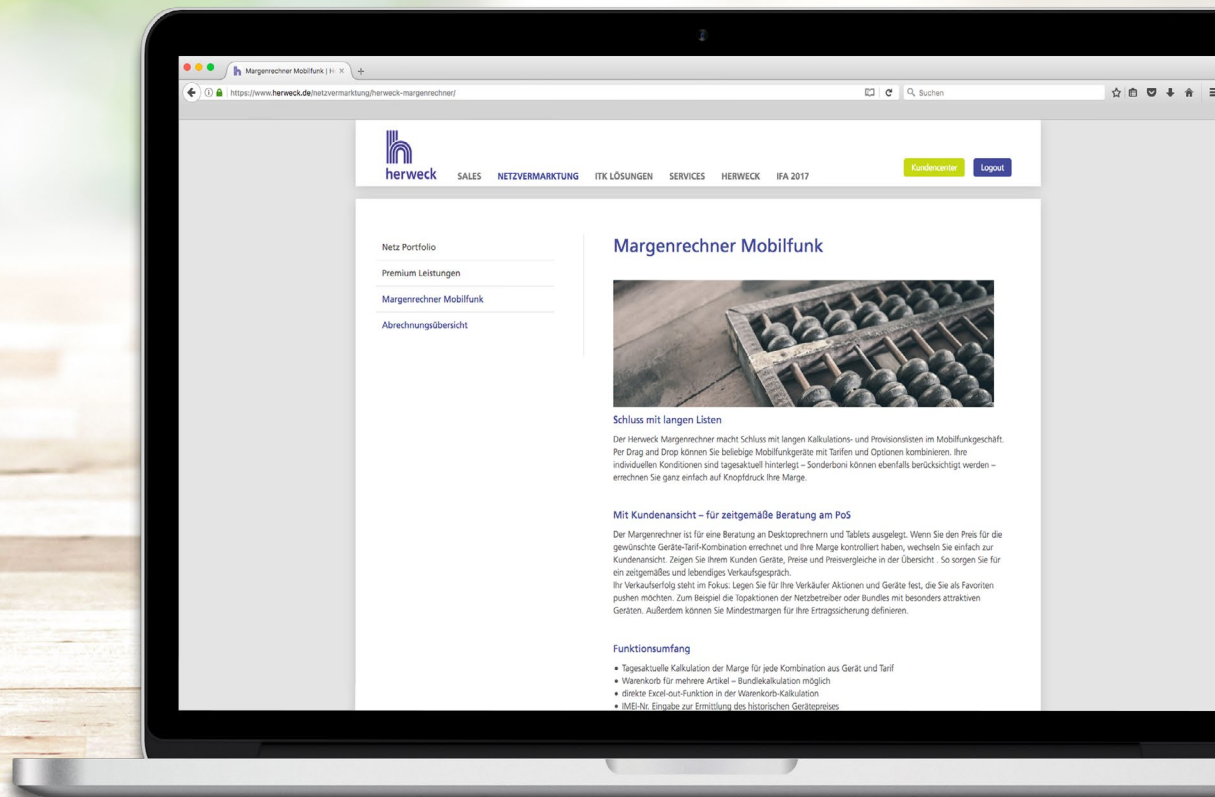 Margenrechner Mobilfunk | H
https://www.herweck.de/netzvermarktung/herweck-margenrechner/
Suchen
herweck
SALES NETZVERMARKTUNG ITK LÖSUNGEN SERVICES HERWECK IFA 2017
Kundencenter Logout
Netz Portfolio
Premium Leistungen
Margenrechner Mobilfunk
Abrechnungsübersicht
Margenrechner Mobilfunk
Schluss mit langen Listen
Der Herweck Margenrechner macht Schluss mit langen Kalkulations- und Provisionslisten im Mobilfunkgeschäft.
Per Drag and Drop können Sie beliebige Mobilfunkgeräte mit Tarifen und Optionen kombinieren. Ihre
individuellen Konditionen sind tagesaktuell hinterlegt – Sonderboni können ebenfalls berücksichtigt werden –
errechnen Sie ganz einfach auf Knopfdruck Ihre Marge.
Mit Kundenansicht – für zeitgemäße Beratung am PoS
Der Margenrechner ist für eine Beratung an Desktoprechnern und Tablets ausgelegt. Wenn Sie den Preis für die
gewünschte Geräte-Tarif-Kombination errechnet und Ihre Marge kontrolliert haben, wechseln Sie einfach zur
Kundenansicht. Zeigen Sie Ihrem Kunden Geräte, Preise und Preisvergleiche in der Übersicht . So sorgen Sie für
ein zeitgemäßes und lebendiges Verkaufsgespräch.
Ihr Verkaufserfolg steht im Fokus: Legen Sie für Ihre Verkäufer Aktionen und Geräte fest, die Sie als Favoriten
pushen möchten. Zum Beispiel die Topaktionen der Netzbetreiber oder Bundles mit besonders attraktiven
Geräten. Außerdem können Sie Mindestmargen für Ihre Ertragssicherung definieren.
Funktionsumfang
• Tagesaktuelle Kalkulation der Marge für jede Kombination aus Gerät und Tarif
• Warenkorb für mehrere Artikel – Bundlekalkulation möglich
• direkte Excel-out-Funktion in der Warenkorb-Kalkulation
• IMEI-Nr. Eingabe zur Ermittlung des historischen Gerätepreises